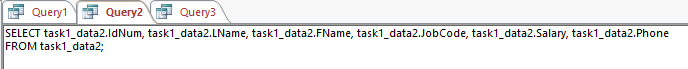 Query1 Query2 Query3
SELECT task1_data2.IdNum, task1_data2.LName, task1_data2.FName, task1_data2.JobCode, task1_data2.Salary, task1_data2.Phone
FROM task1_data2;